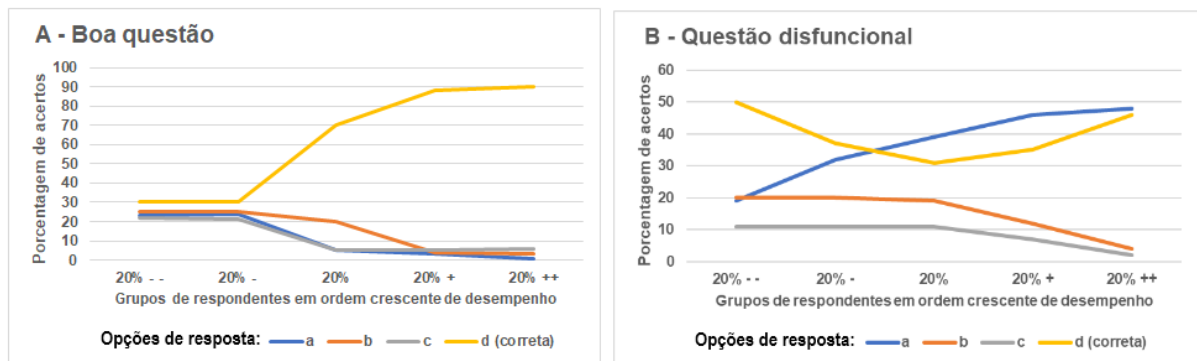 A - Boa questão
Porcentagem de acertos
100
90
80
70
60
50
40
30
20
10
0
20% - -
20% -
20%
20% +
20% ++
Grupos de respondentes em ordem crescente de desempenho
Opções de resposta: a b c d (correta)
B - Questão disfuncional
Porcentagem de acertos
60
50
40
30
20
10
0
20% - -
20% -
20%
20% +
20% ++
Grupos de respondentes em ordem crescente de desempenho
Opções de resposta: a b c d (correta)